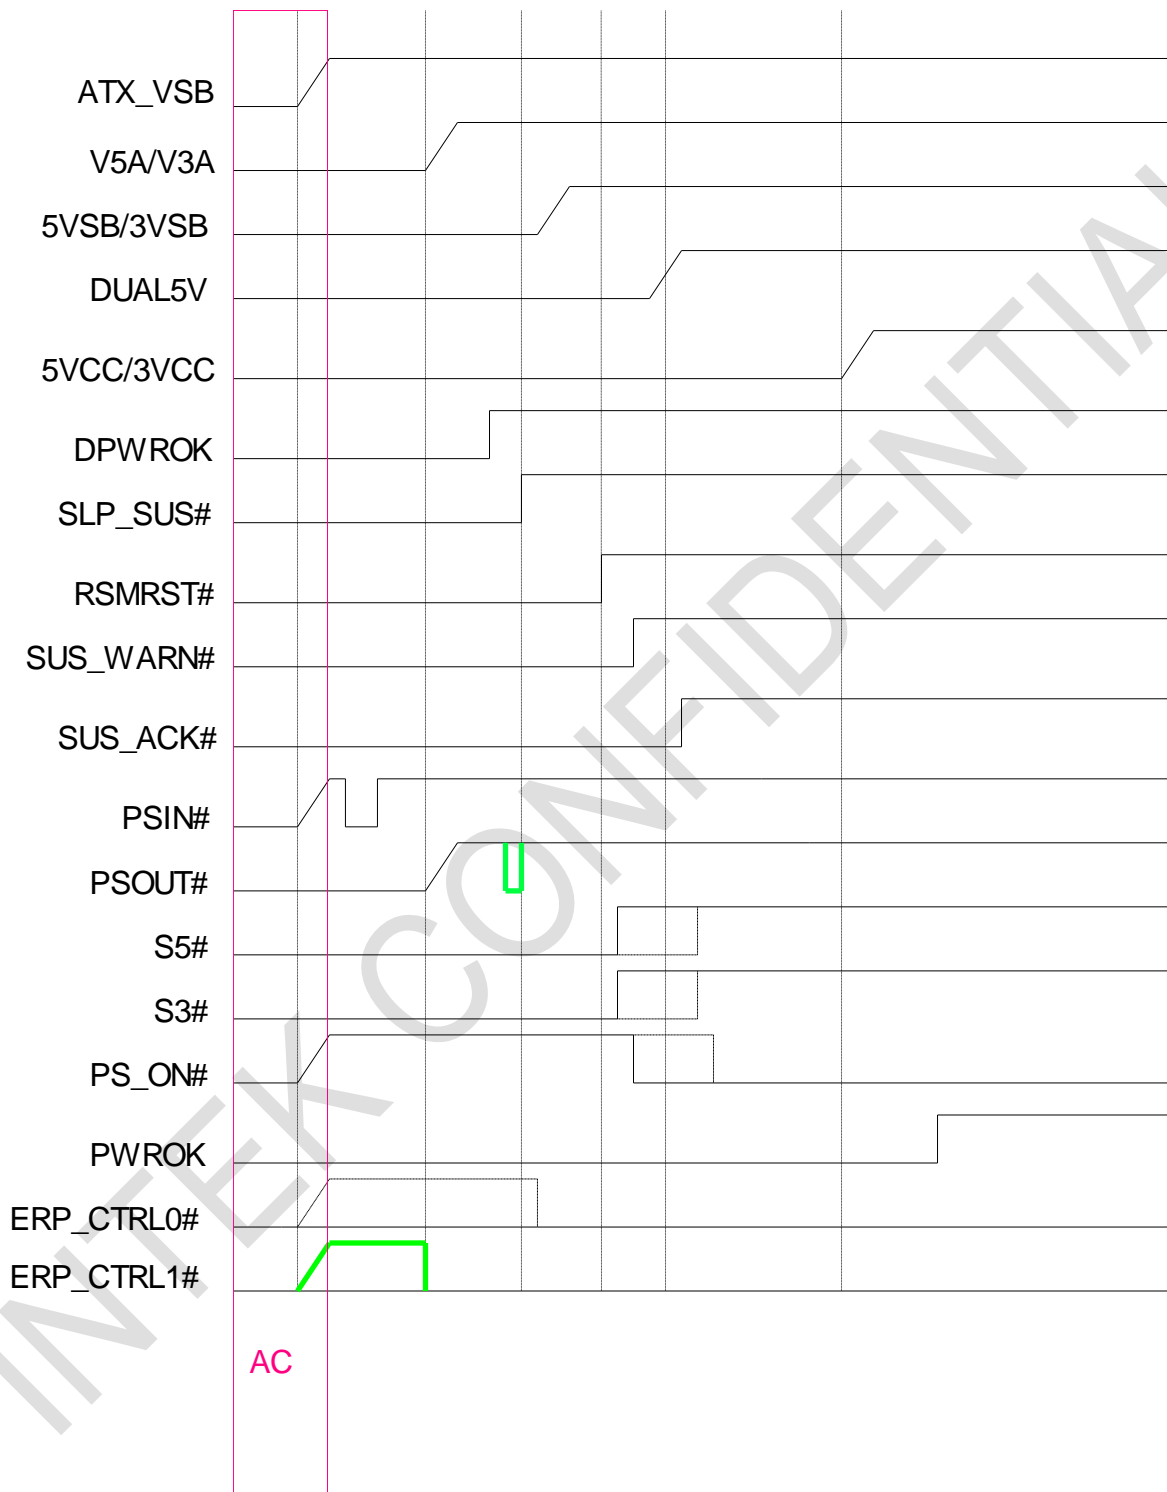 ATX_VSB
V5A/V3A
5VSB/3VSB
DUAL5V
5VCC/3VCC
DPWROK
SLP_SUS#
RSMRST#
SUS_WARN#
SUS_ACK#
PSIN#
PSOUT#
S5#
S3#
PS_ON#
PWROK
ERP_CTRL0#
ERP_CTRL1#
AC
INTEK CONFIDENTIAL